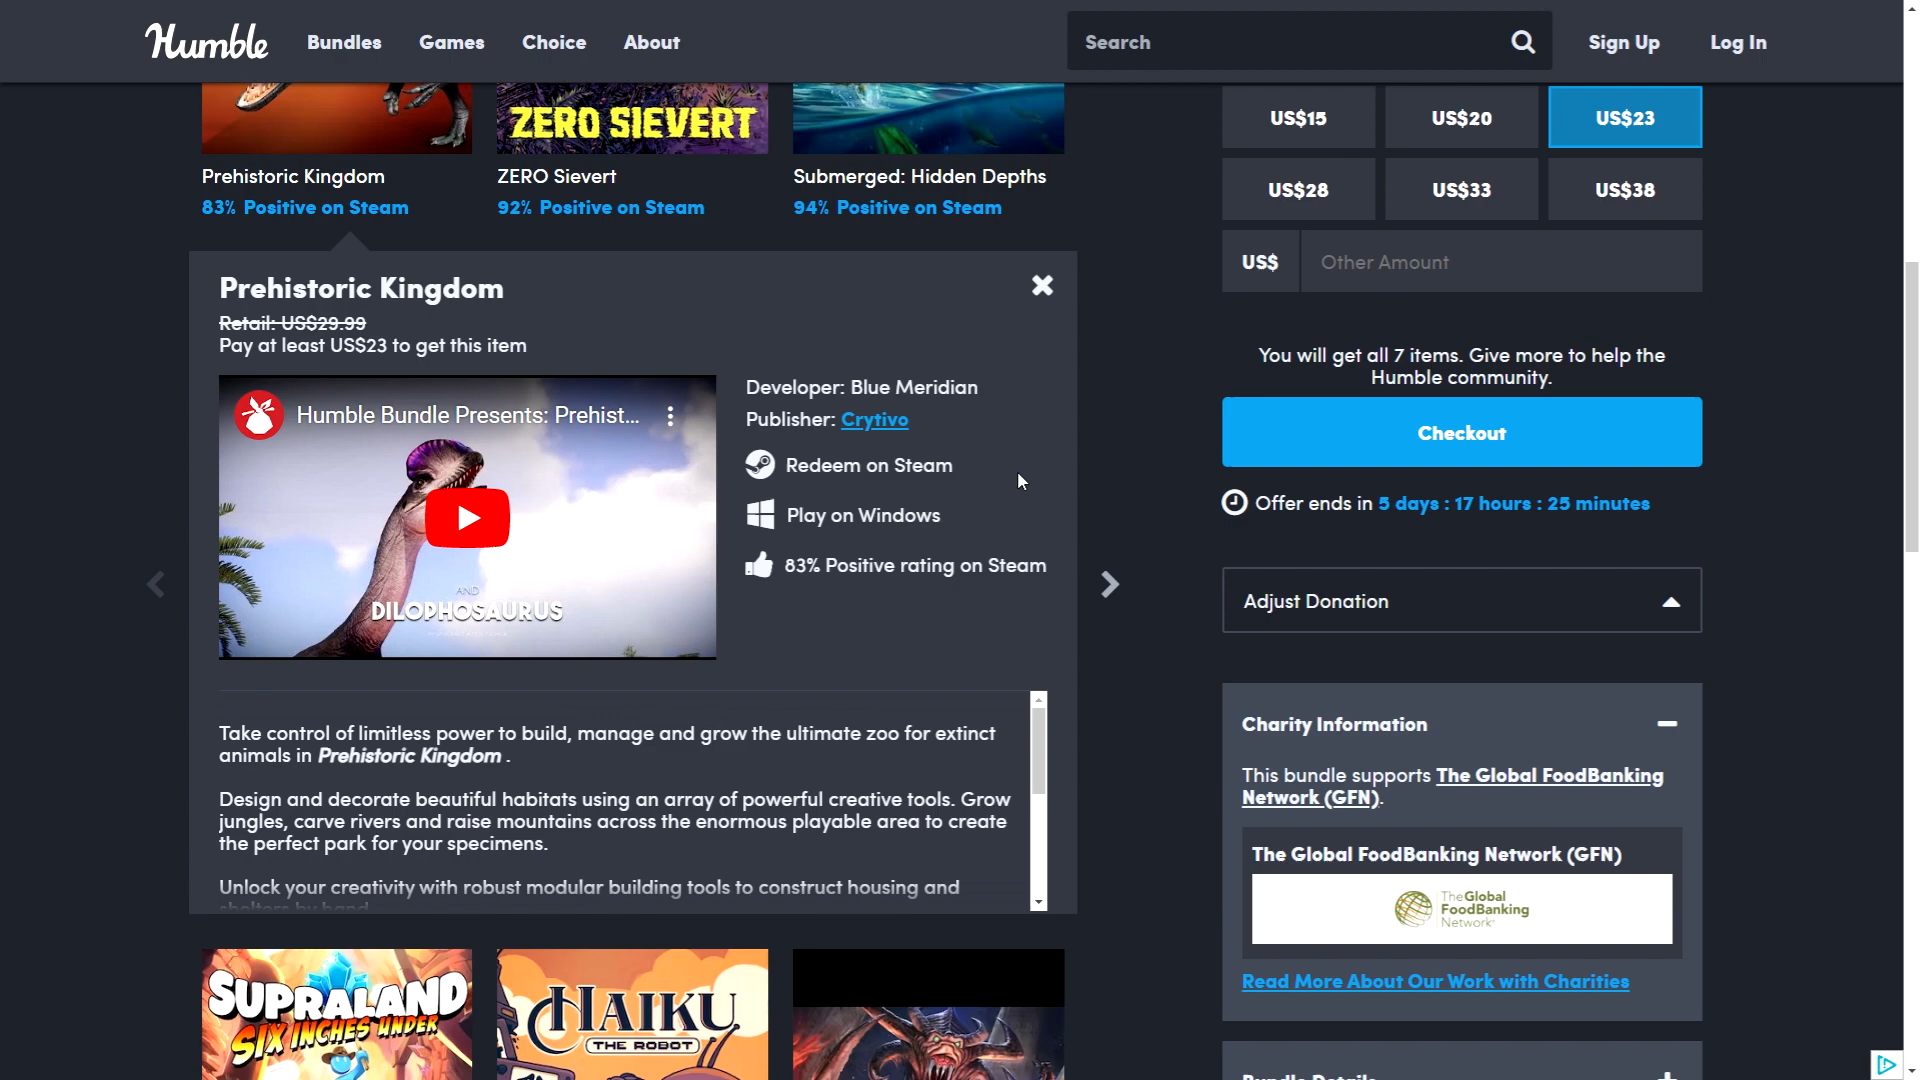 Humble
Bundles
Games
Choice
About
Search
Sign Up
Log In
ZERO SIEVERT
Prehistoric Kingdom
83% Positive on Steam
ZERO Sievert
92% Positive on Steam
Submerged: Hidden Depths
94% Positive on Steam
Prehistoric Kingdom
Retail: US$29.99
Pay at least US$23 to get this item
Humble Bundle Presents: Prehist...
AND
DILOPHOSAURUS
Developer: Blue Meridian
Publisher: Crytivo
Redeem on Steam
Play on Windows
83% Positive rating on Steam
Take control of limitless power to build, manage and grow the ultimate zoo for extinct
animals in Prehistoric Kingdom .
Design and decorate beautiful habitats using an array of powerful creative tools. Grow
jungles, carve rivers and raise mountains across the enormous playable area to create
the perfect park for your specimens.
Unlock your creativity with robust modular building tools to construct housing and
shelters by hand
SUPRALAND
SIX INCHES UNDER
HAIKU
THE ROBOT
US$15
US$20
US$23
US$28
US$33
US$38
US$
Other Amount
You will get all 7 items. Give more to help the
Humble community.
Checkout
Offer ends in 5 days : 17 hours : 25 minutes
Adjust Donation
Charity Information
This bundle supports The Global FoodBanking
Network (GFN).
The Global FoodBanking Network (GFN)
The Global
FoodBanking
Network
Read More About Our Work with Charities
Bundle Details